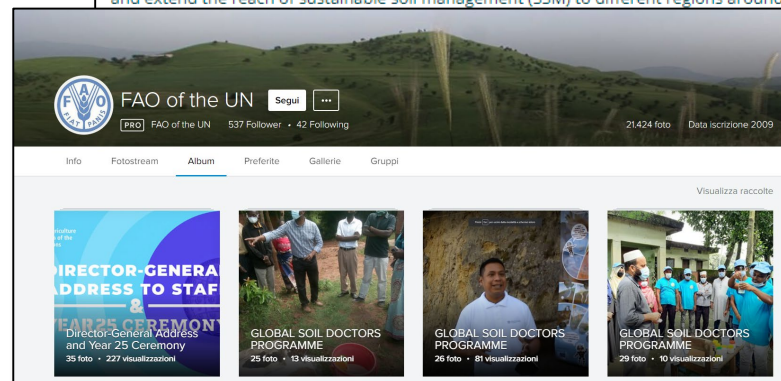 and extend the reach of sustainable soil management (SSM) to different regions around
FAO
FIAT PANIS
FAO of the UN Segui ...
PRO FAO of the UN 537 Follower • 42 Following
21.424 foto Data iscrizione 2009
Info Fotostream Album Preferite Gallerie Gruppi
Visualizza raccolte
DIRECTOR-GENERAL
ADDRESS TO STAFF
&
YEAR25 CEREMONY
Director-General Address
and Year 25 Ceremony
35 foto • 227 visualizzazioni
GLOBAL SOIL DOCTORS
PROGRAMME
25 foto • 13 visualizzazioni
GLOBAL SOIL DOCTORS
PROGRAMME
26 foto • 81 visualizzazioni
GLOBAL SOIL DOCTORS
PROGRAMME
29 foto • 10 visualizzazioni